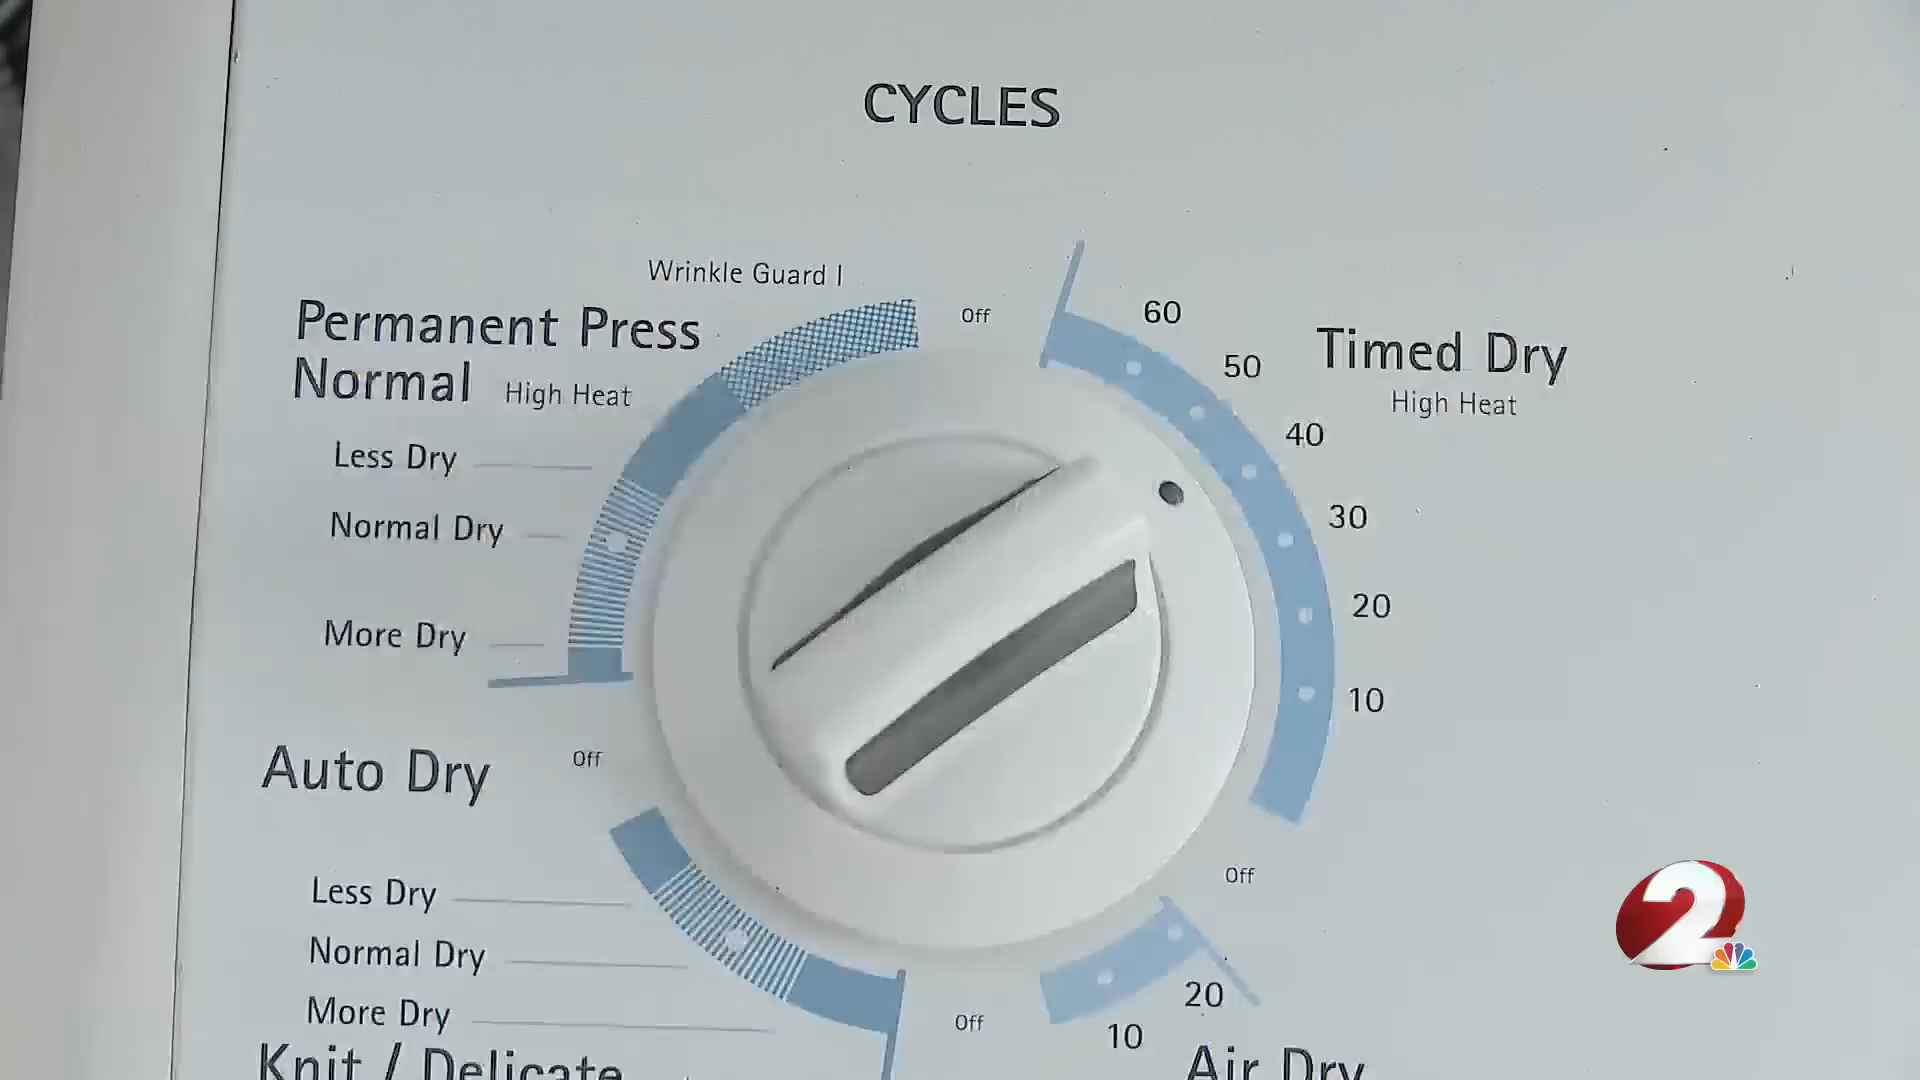 CYCLES
Wrinkle Guard I
Off
Permanent Press
Normal High Heat
Less Dry
Normal Dry
More Dry
60
50
40
30
20
10
Timed Dry
High Heat
Auto Dry
Off
Off
Less Dry
Normal Dry
More Dry
Knit / Delicate
Off
20
10
Air Dry
2